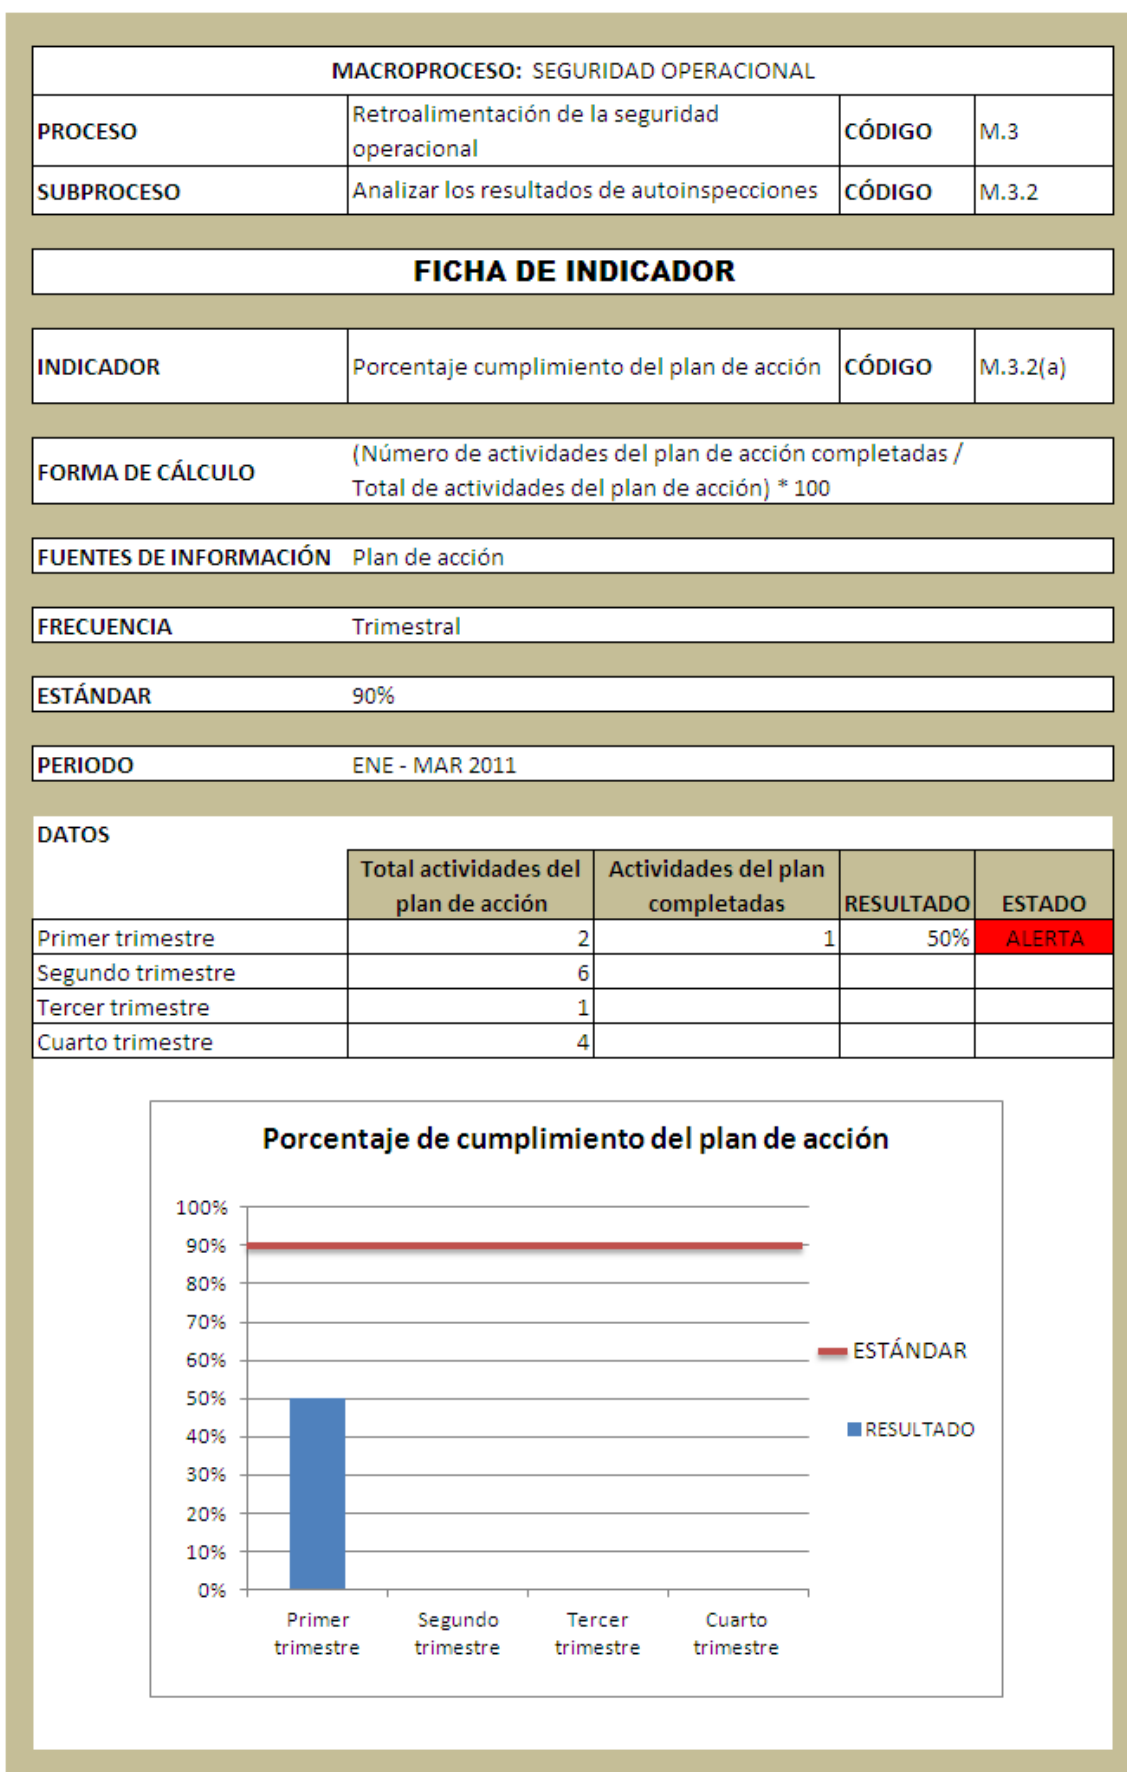 MACROPROCESO: SEGURIDAD OPERACIONAL
PROCESO Retroalimentación de la seguridad operacional CÓDIGO M.3
SUBPROCESO Analizar los resultados de autoinspecciones CÓDIGO M.3.2
FICHA DE INDICADOR
INDICADOR Porcentaje cumplimiento del plan de acción CÓDIGO M.3.2(a)
FORMA DE CÁLCULO (Número de actividades del plan de acción completadas /
Total de actividades del plan de acción) * 100
FUENTES DE INFORMACIÓN Plan de acción
FRECUENCIA Trimestral
ESTÁNDAR 90%
PERIODO ENE - MAR 2011
DATOS
Total actividades del plan de acción Actividades del plan completadas RESULTADO ESTADO
Primer trimestre 2 1 50% ALERTA
Segundo trimestre 6
Tercer trimestre 1
Cuarto trimestre 4
Porcentaje de cumplimiento del plan de acción
100%
90%
80%
70%
60%
50%
40%
30%
20%
10%
0%
ESTÁNDAR
RESULTADO
Primer trimestre
Segundo trimestre
Tercer trimestre
Cuarto trimestre